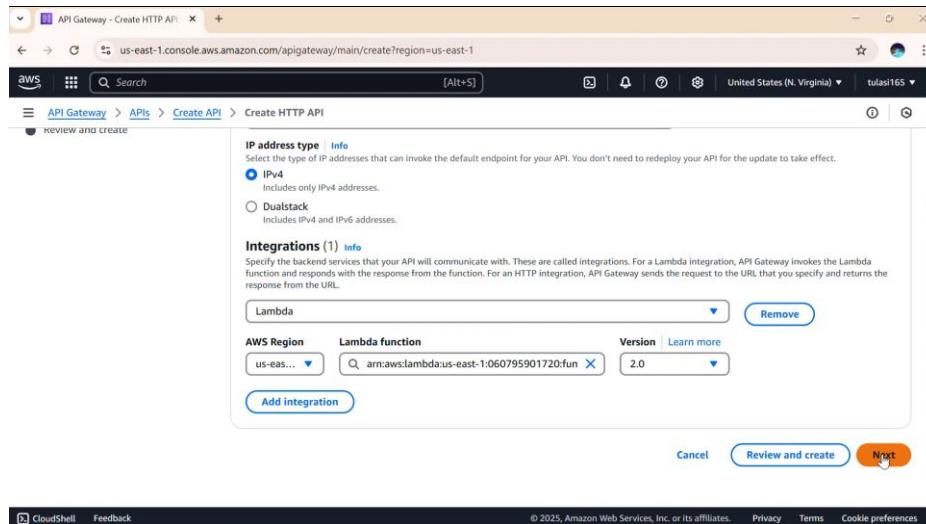 API Gateway - Create HTTP AP
us-east-1.console.aws.amazon.com/apigateway/main/create?region=us-east-1
aws
Search [Alt+S]
United States (N. Virginia)
tulasi165
API Gateway > APIs > Create API > Create HTTP API
Review and create
IP address type Info
Select the type of IP addresses that can invoke the default endpoint for your API. You don't need to redeploy your API for the update to take effect.
IPv4
Includes only IPv4 addresses.
Dualstack
Includes IPv4 and IPv6 addresses.
Integrations (1) Info
Specify the backend services that your API will communicate with. These are called integrations. For a Lambda integration, API Gateway invokes the Lambda
function and responds with the response from the function. For an HTTP integration, API Gateway sends the request to the URL that you specify and returns the
response from the URL.
Lambda
Remove
AWS Region Lambda function Version Learn more
us-eas... arn:aws:lambda:us-east-1:060795901720:fun 2.0
Add integration
Cancel Review and create Next
CloudShell Feedback © 2025, Amazon Web Services, Inc. or its affiliates. Privacy Terms Cookie preferences